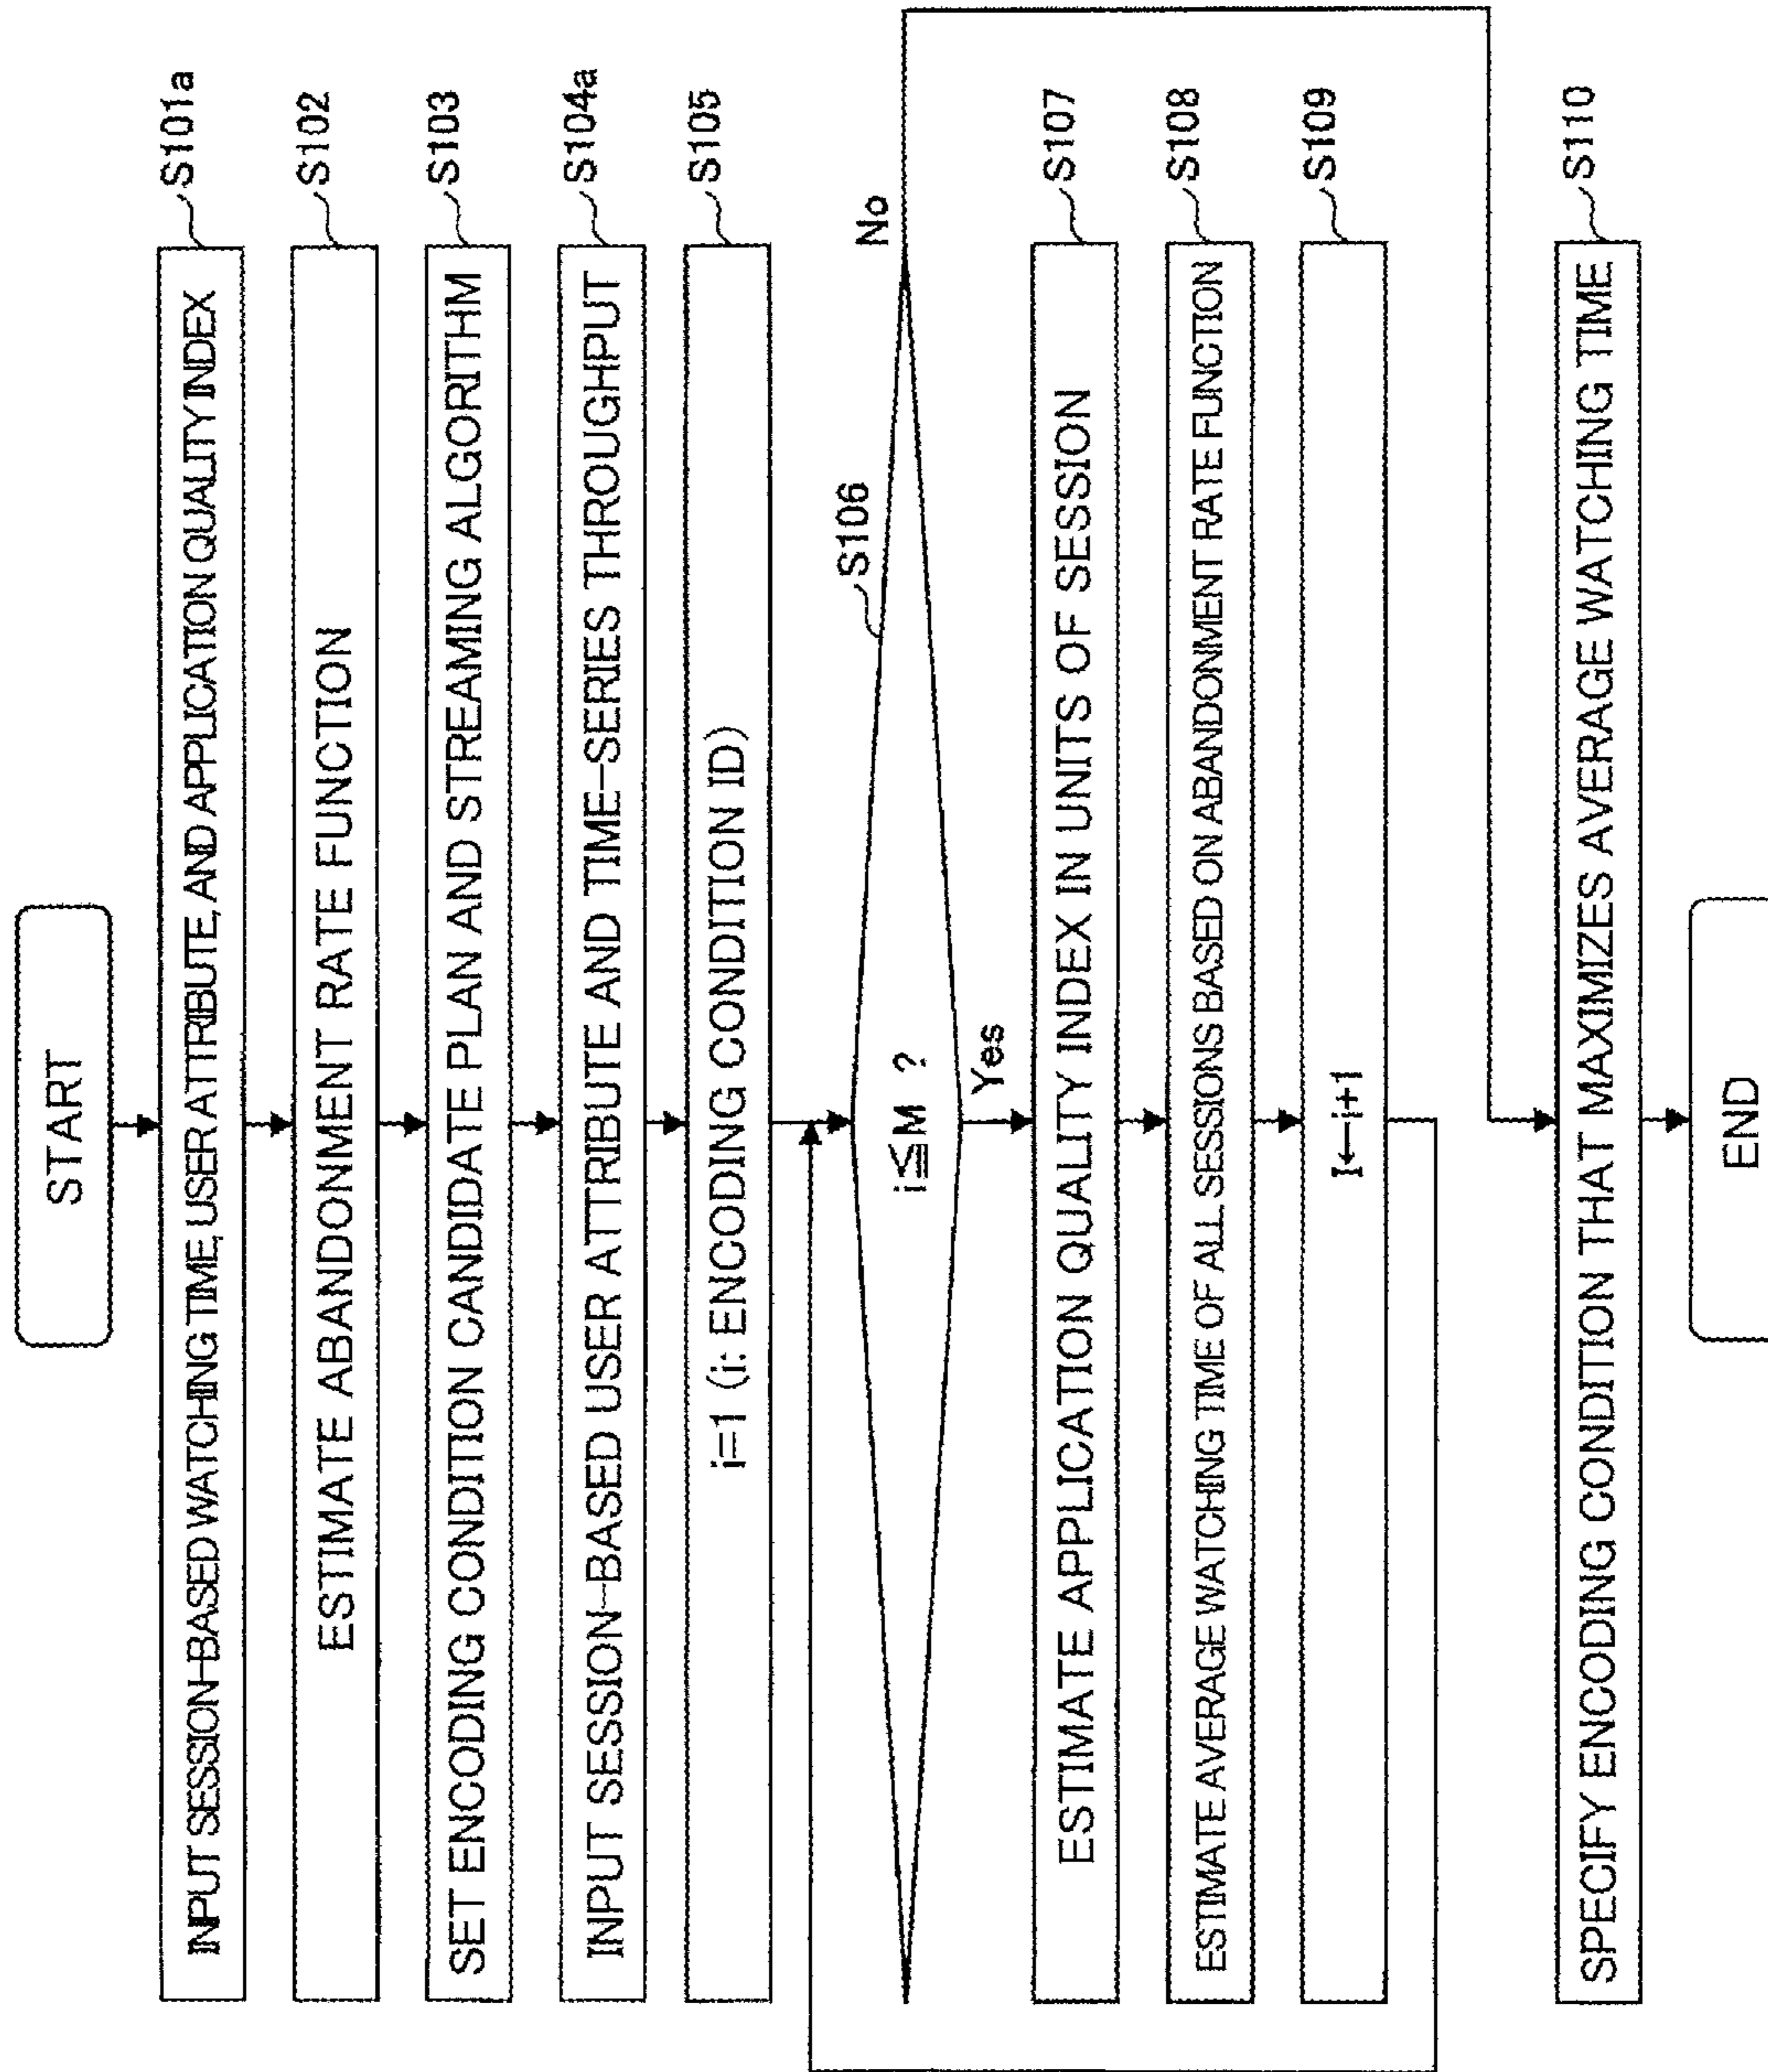 START
INPUT SESSION-BASED WATCHING TIME, USER ATTRIBUTE, AND APPLICATION QUALITY INDEX
S101a
ESTIMATE ABANDONMENT RATE FUNCTION
S102
SET ENCODING CONDITION CANDIDATE PLAN AND STREAMING ALGORITHM
S103
INPUT SESSION-BASED USER ATTRIBUTE AND TIME-SERIES THROUGHPUT
S104a
i=1 (i: ENCODING CONDITION ID)
S105
i≦M ?
S106
No
Yes
ESTIMATE APPLICATION QUALITY INDEX IN UNITS OF SESSION
S107
ESTIMATE AVERAGE WATCHING TIME OF ALL SESSIONS BASED ON ABANDONMENT RATE FUNCTION
S108
I←i+1
S109
SPECIFY ENCODING CONDITION THAT MAXIMIZES AVERAGE WATCHING TIME
S110
END